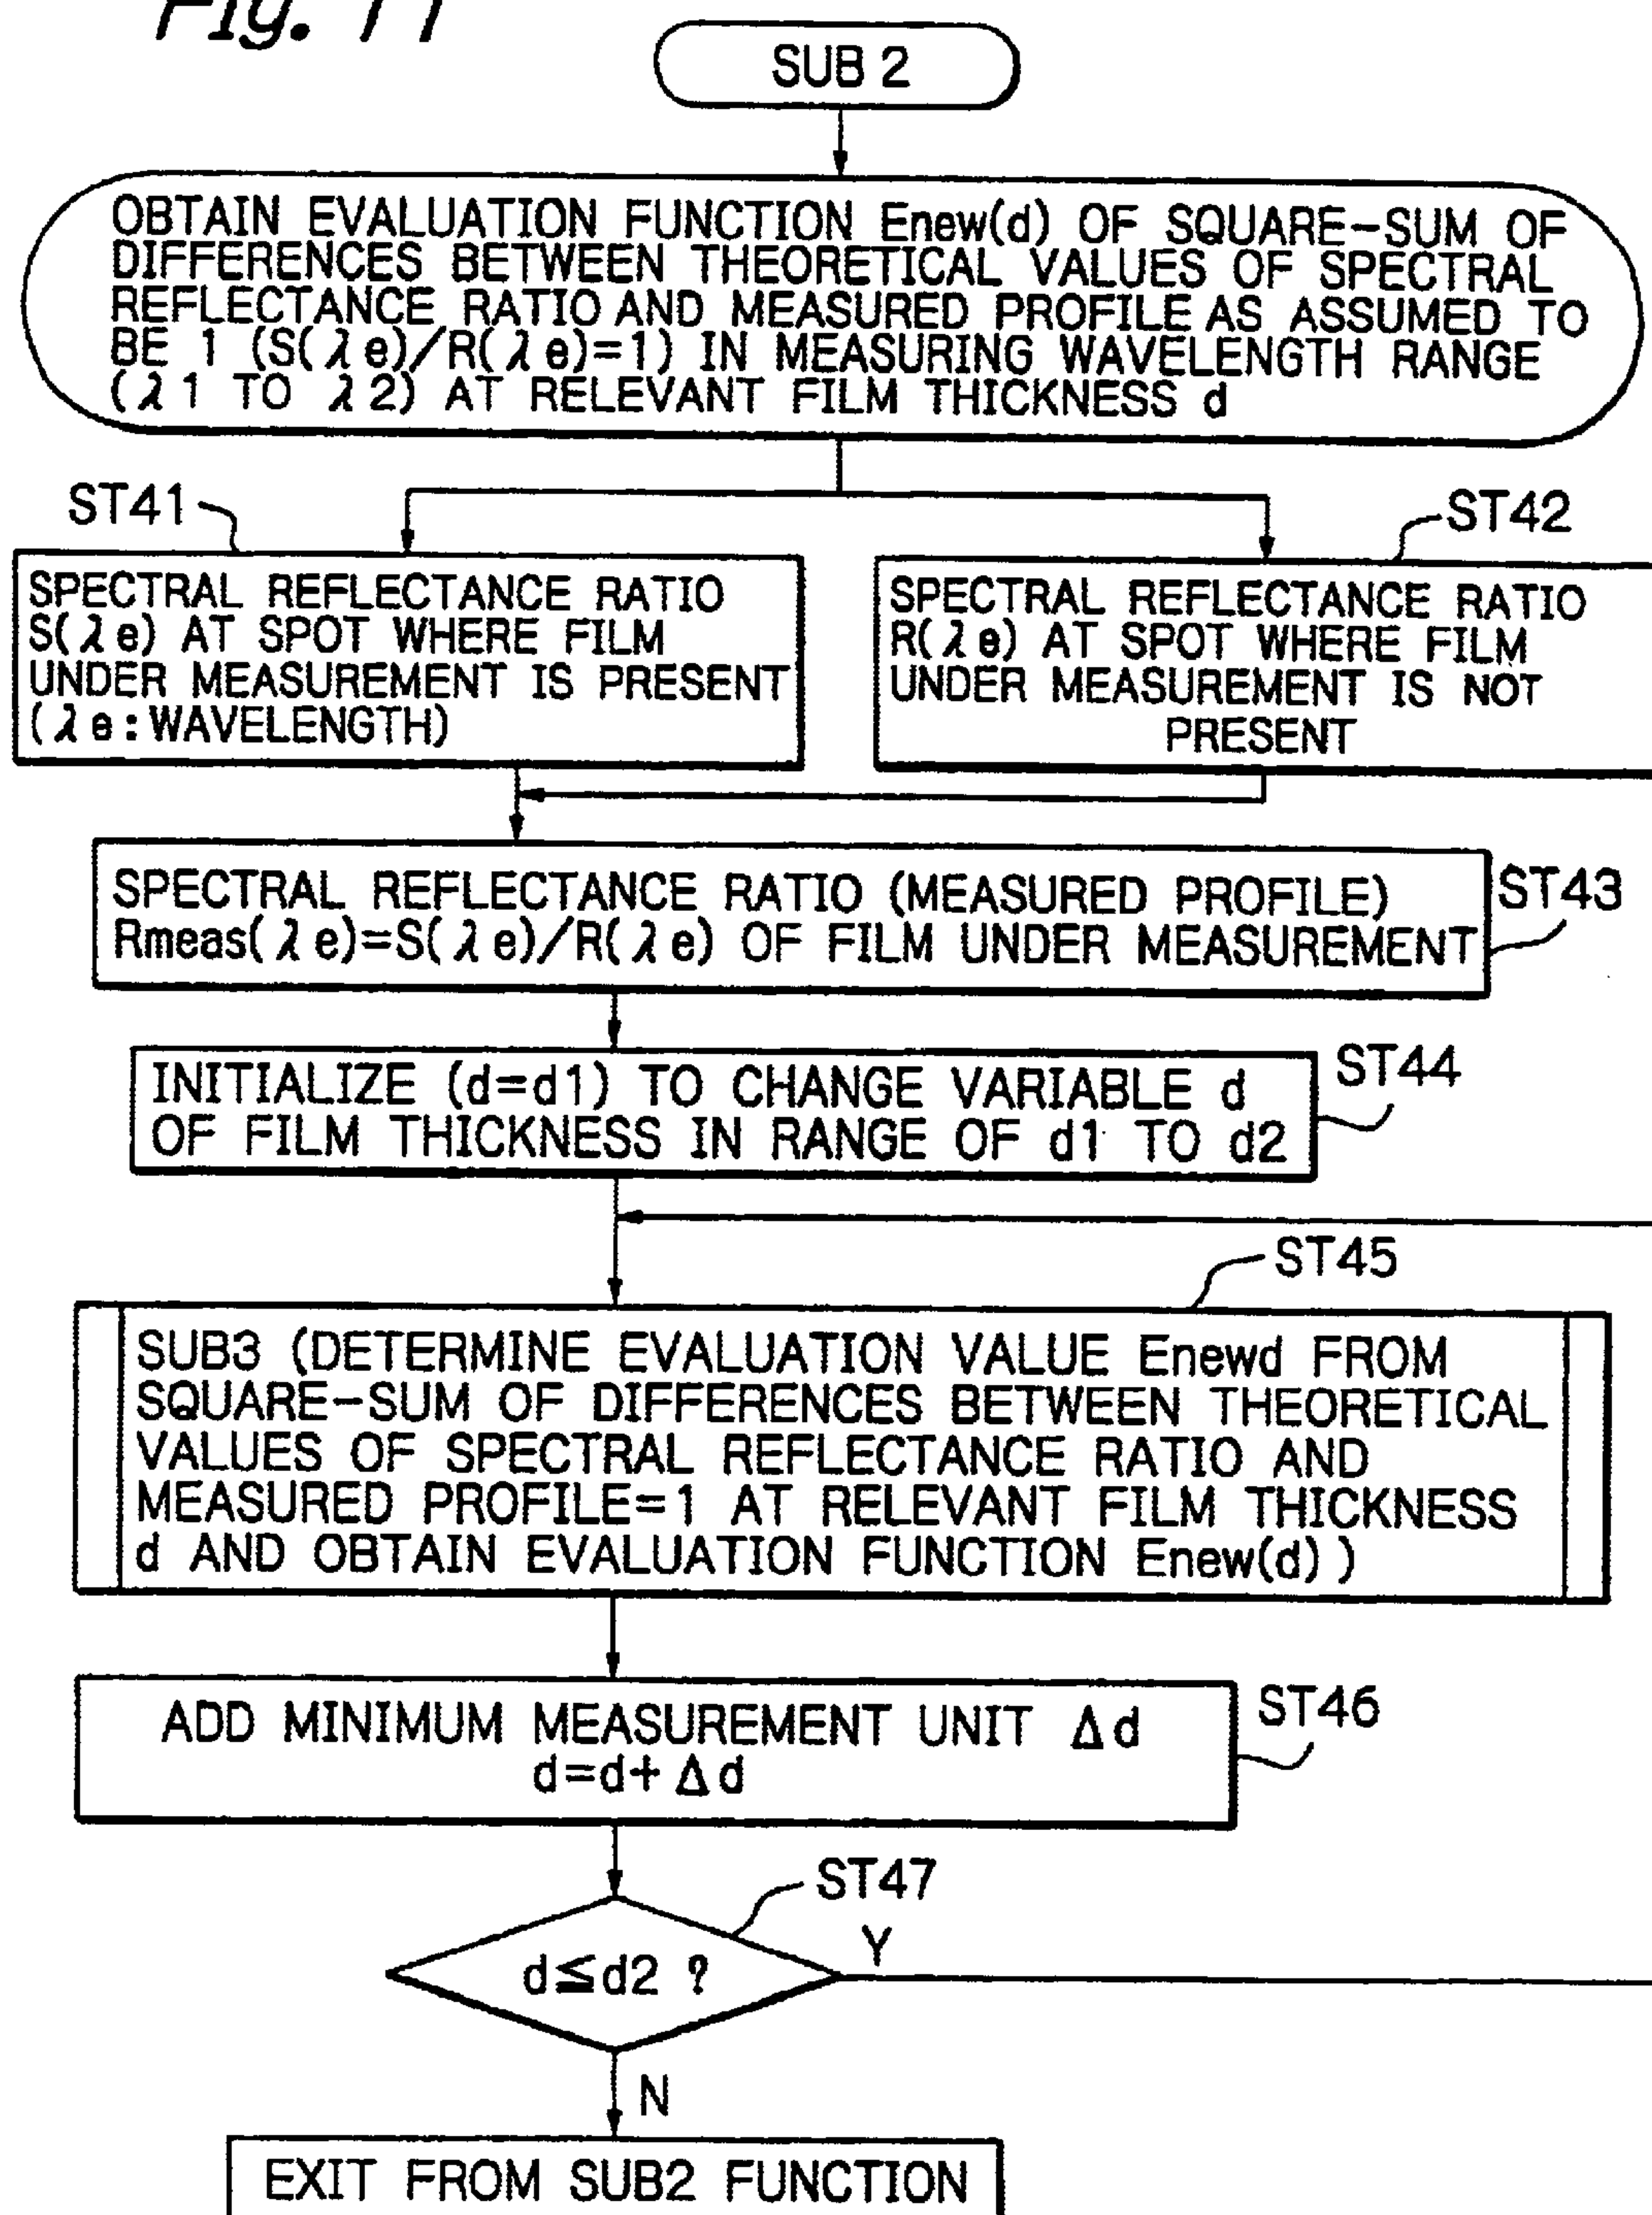 Fig. 11
SUB 2
OBTAIN EVALUATION FUNCTION Enew(d) OF SQUARE-SUM OF
DIFFERENCES BETWEEN THEORETICAL VALUES OF SPECTRAL
REFLECTANCE RATIO AND MEASURED PROFILE AS ASSUMED TO
BE 1 (S(λe)/R(λe)=1) IN MEASURING WAVELENGTH RANGE
(λ1 TO λ2) AT RELEVANT FILM THICKNESS d
ST41
ST42
SPECTRAL REFLECTANCE RATIO
S(λe) AT SPOT WHERE FILM
UNDER MEASUREMENT IS PRESENT
(λe:WAVELENGTH)
SPECTRAL REFLECTANCE RATIO
R(λe) AT SPOT WHERE FILM
UNDER MEASUREMENT IS NOT
PRESENT
SPECTRAL REFLECTANCE RATIO (MEASURED PROFILE)
Rmeas(λe)=S(λe)/R(λe) OF FILM UNDER MEASUREMENT
ST43
INITIALIZE (d=d1) TO CHANGE VARIABLE d
OF FILM THICKNESS IN RANGE OF d1 TO d2
ST44
ST45
SUB3 (DETERMINE EVALUATION VALUE Enewd FROM
SQUARE-SUM OF DIFFERENCES BETWEEN THEORETICAL
VALUES OF SPECTRAL REFLECTANCE RATIO AND
MEASURED PROFILE=1 AT RELEVANT FILM THICKNESS
d AND OBTAIN EVALUATION FUNCTION Enew(d))
ADD MINIMUM MEASUREMENT UNIT Δd
d=d+Δd
ST46
ST47
d≦d2 ?
Y
N
EXIT FROM SUB2 FUNCTION